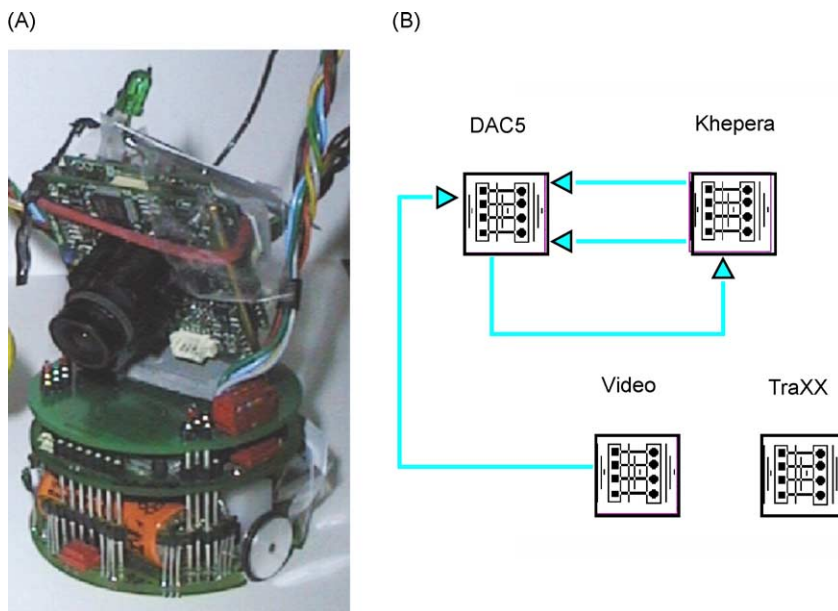 (A)
(B)
DAC5
Khepera
Video
TraXX